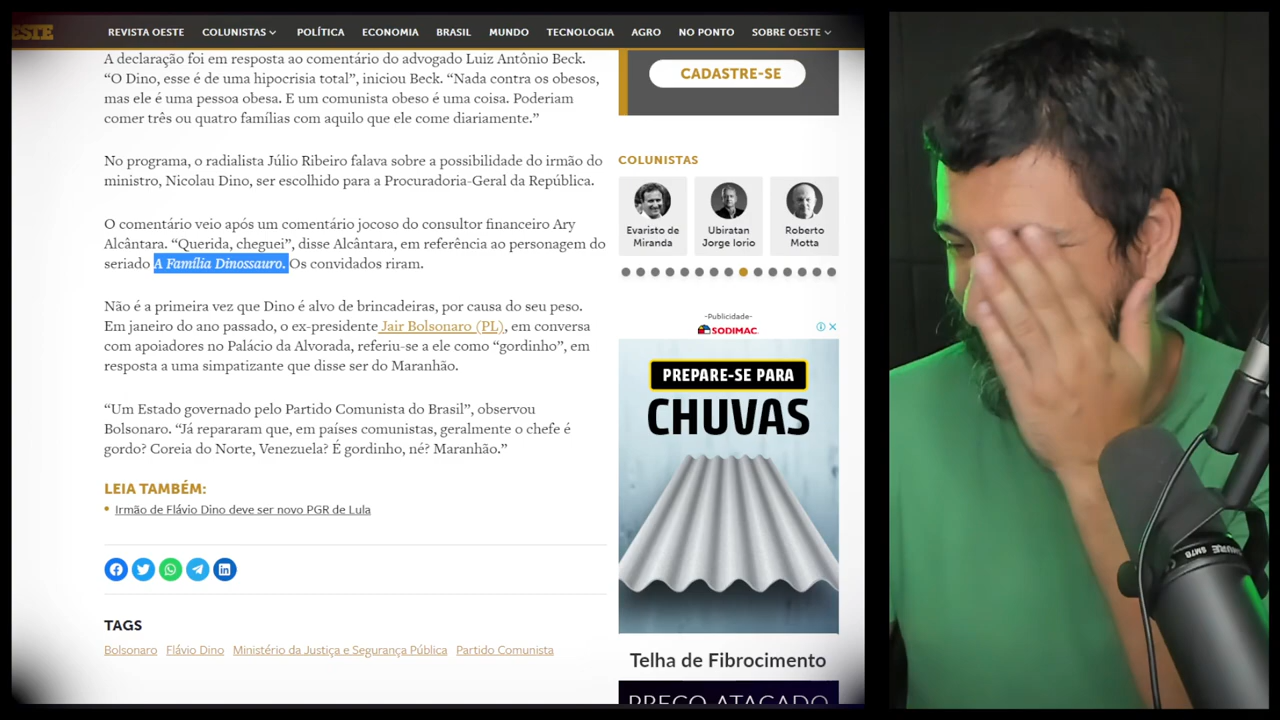 ESTE
REVISTA OESTE COLUNISTAS POLÍTICA ECONOMIA BRASIL MUNDO TECNOLOGIA AGRO NO PONTO SOBRE OESTE
A declaração foi em resposta ao comentário do advogado Luiz Antônio Beck.
“O Dino, esse é de uma hipocrisia total”, iniciou Beck. “Nada contra os obesos,
mas ele é uma pessoa obesa. E um comunista obeso é uma coisa. Poderiam
comer três ou quatro famílias com aquilo que ele come diariamente.”
No programa, o radialista Júlio Ribeiro falava sobre a possibilidade do irmão do
ministro, Nicolau Dino, ser escolhido para a Procuradoria-Geral da República.
O comentário veio após um comentário jocoso do consultor financeiro Ary
Alcântara. “Querida, cheguei”, disse Alcântara, em referência ao personagem do
seriado A Família Dinossauro. Os convidados riram.
Não é a primeira vez que Dino é alvo de brincadeiras, por causa do seu peso.
Em janeiro do ano passado, o ex-presidente Jair Bolsonaro (PL), em conversa
com apoiadores no Palácio da Alvorada, referiu-se a ele como “gordinho”, em
resposta a uma simpatizante que disse ser do Maranhão.
“Um Estado governado pelo Partido Comunista do Brasil”, observou
Bolsonaro. “Já repararam que, em países comunistas, geralmente o chefe é
gordo? Coreia do Norte, Venezuela? É gordinho, né? Maranhão.”
LEIA TAMBÉM:
Irmão de Flávio Dino deve ser novo PGR de Lula
TAGS
Bolsonaro Flávio Dino Ministério da Justiça e Segurança Pública Partido Comunista
CADASTRE-SE
COLUNISTAS
Evaristo de
Miranda
Ubiratan
Jorge Iorio
Roberto
Motta
-Publicidade-
SODIMAC.
PREPARE-SE PARA
CHUVAS
Telha de Fibrocimento
PREÇO ATACADO
SHURE SM7B